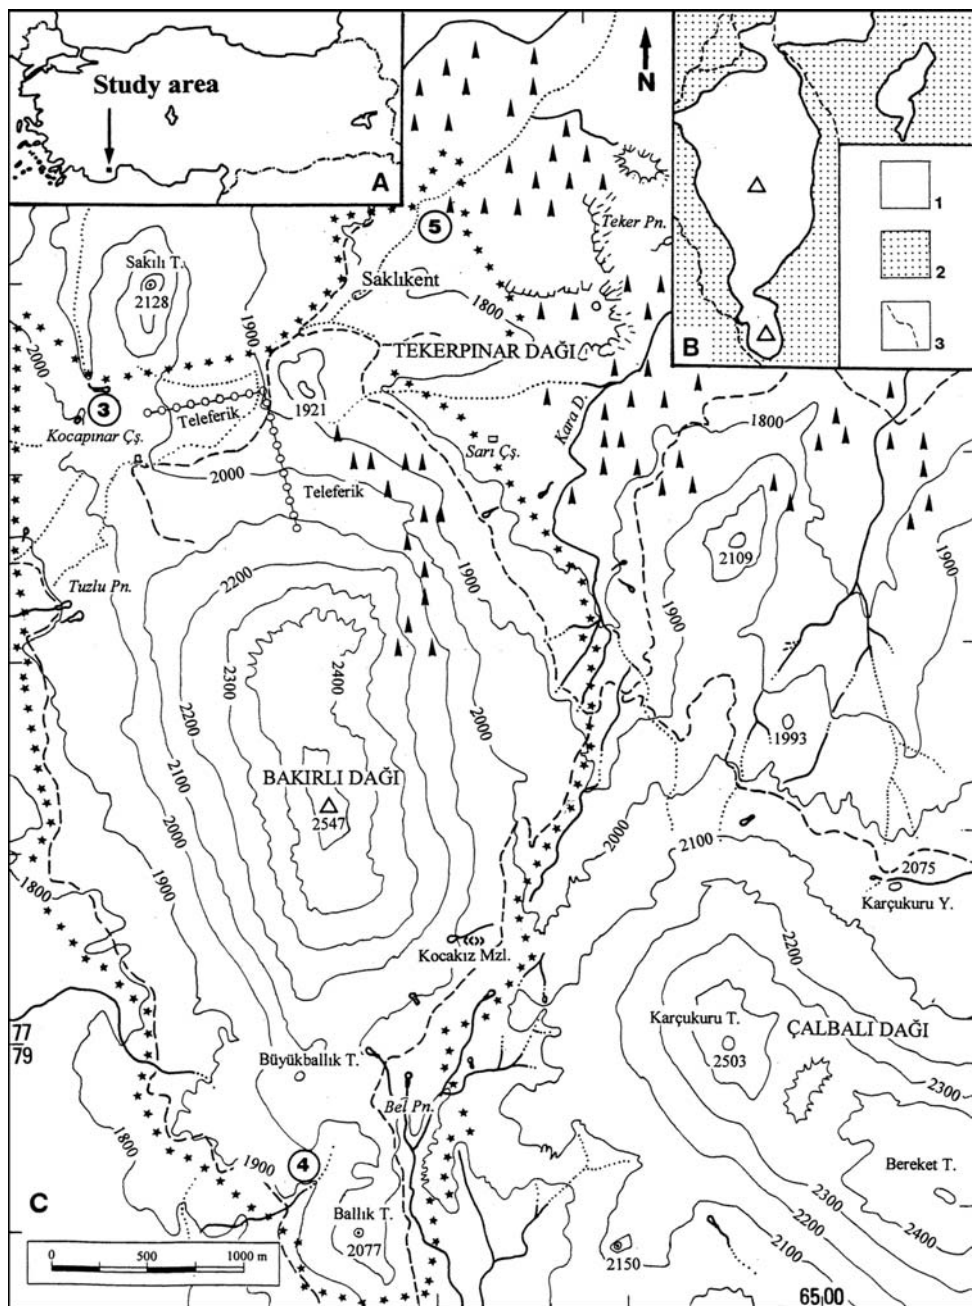 Study area
A
N
B
1
2
3
5
Teker Pn.
Sakılı T.
2128
Saklıkent
1800
1900
2000
TEKERPINAR DAĞI
3
Teleferik
1921
Kocapınar Çş.
Sarı Çş.
Kara D.
1800
2000
Teleferik
2109
1900
1900
1900
Tuzlu Pn.
2200
2300
2400
2000
2200
1993
2100
BAKIRLI DAĞI
2547
2000
2000
2100
1900
1800
2075
Karçukuru Y.
Kocakız Mzl.
2200
77
79
Karçukuru T.
ÇALBALI DAĞI
2503
Büyükballık T.
2300
Bel Pn.
1800
1900
4
Bereket T.
C
2300
Ballık T.
2200
2400
2077
2150
2100
0 500 1000 m
65 00